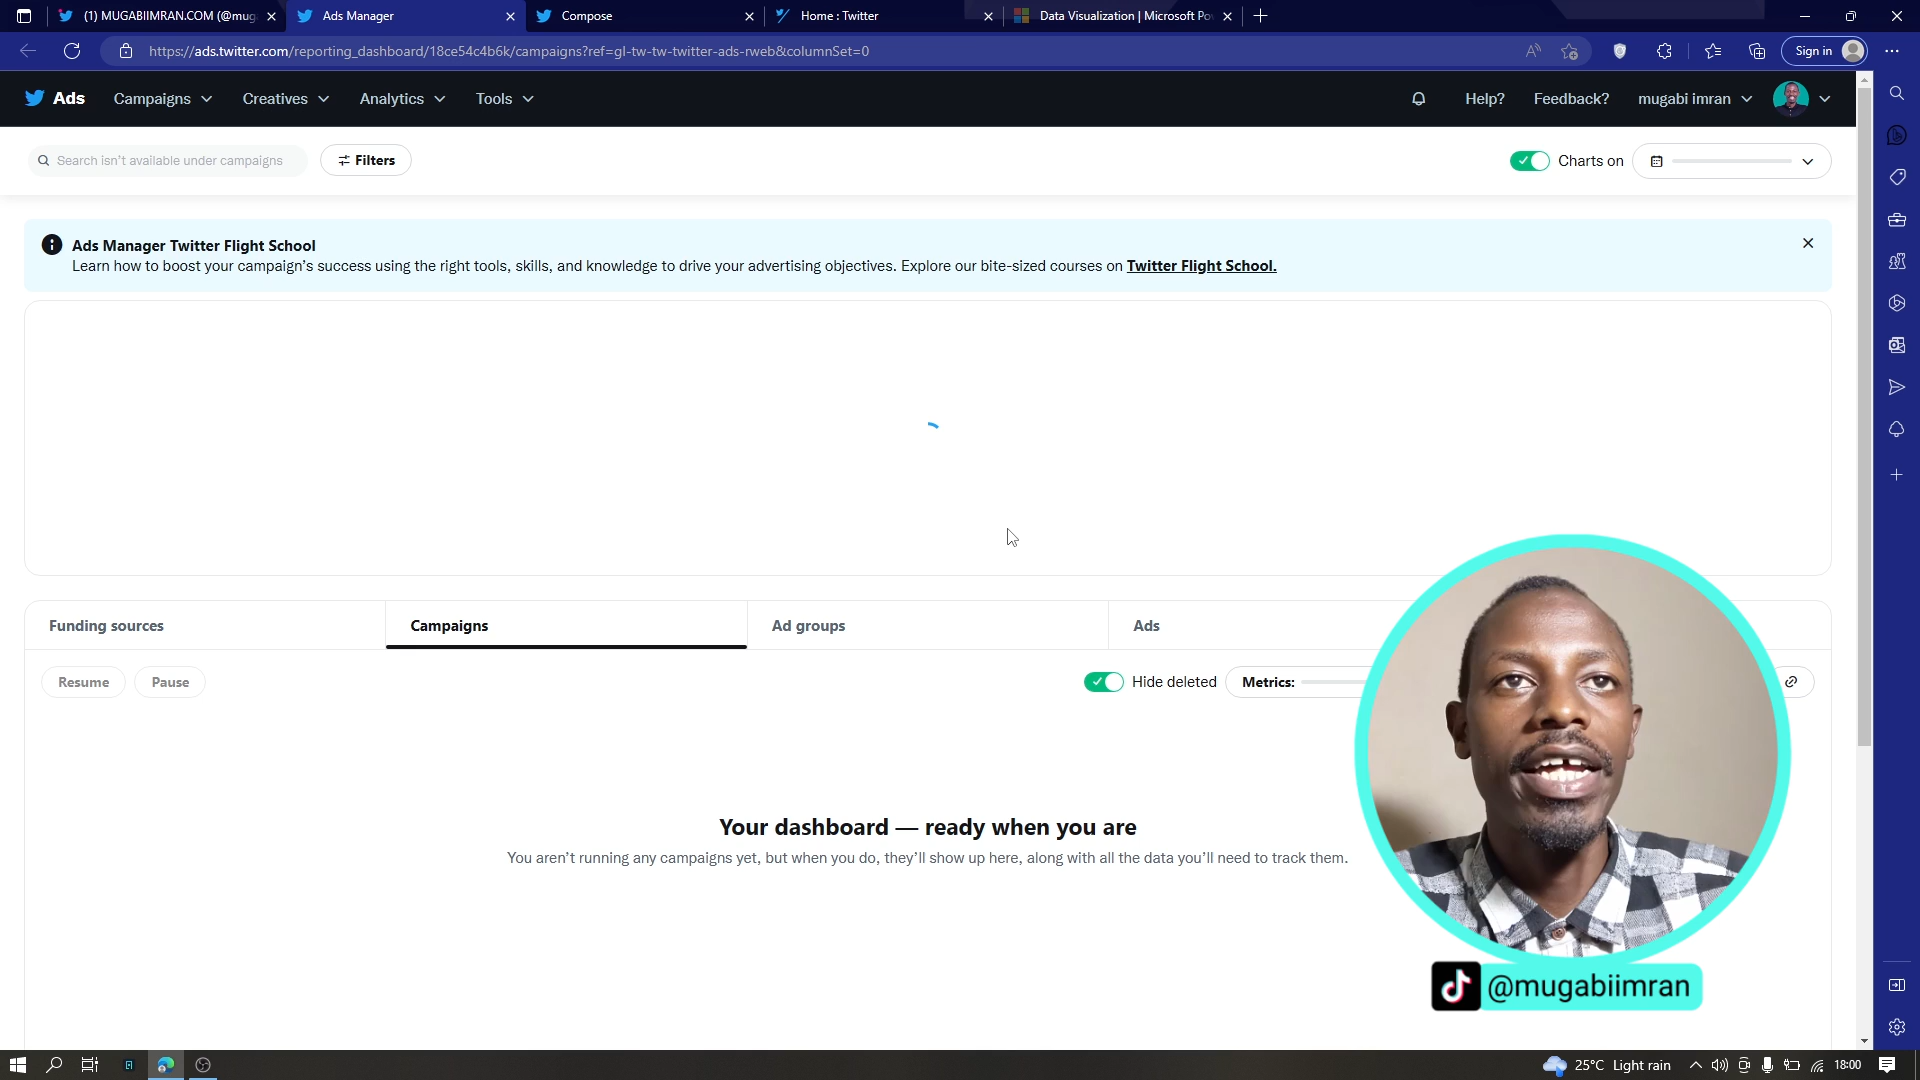 (1) MUGABIIMRAN.COM (@mug
Ads Manager
Compose
Home : Twitter
Data Visualization | Microsoft Po
https://ads.twitter.com/reporting_dashboard/18ce54c4b6k/campaigns?ref=gl-tw-tw-twitter-ads-rweb&columnSet=0
Sign in
Ads
Campaigns
Creatives
Analytics
Tools
Help?
Feedback?
mugabi imran
Search isn't available under campaigns
Filters
Charts on
Ads Manager Twitter Flight School
Learn how to boost your campaign's success using the right tools, skills, and knowledge to drive your advertising objectives. Explore our bite-sized courses on Twitter Flight School.
Funding sources
Campaigns
Ad groups
Ads
Resume
Pause
Hide deleted
Metrics:
Your dashboard — ready when you are
You aren't running any campaigns yet, but when you do, they'll show up here, along with all the data you'll need to track them.
@mugabiimran
25°C Light rain
18:00